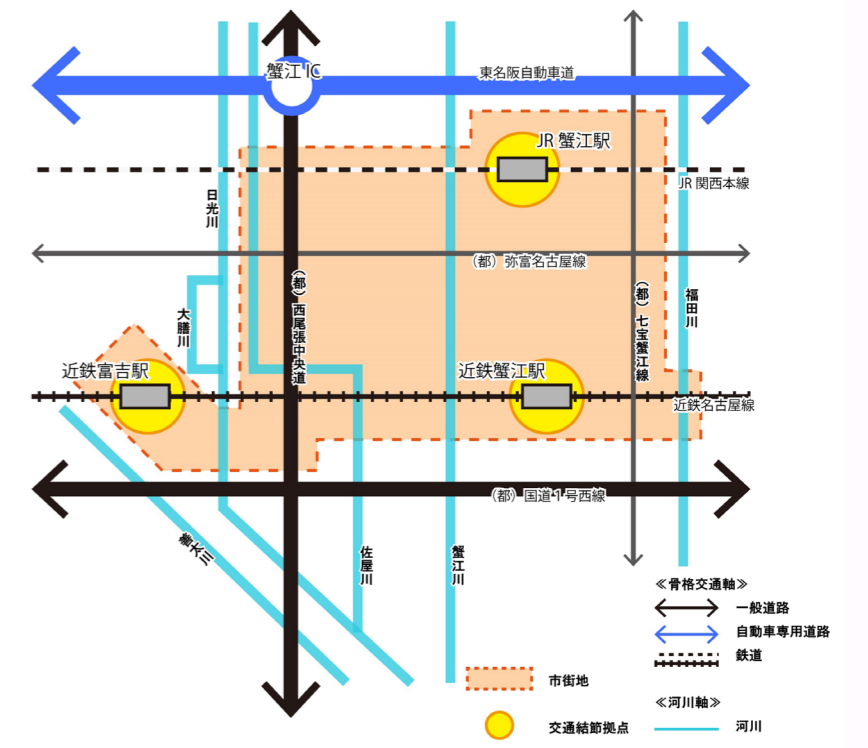 蟹江 IC
東名阪自動車道
JR 蟹江駅
JR 関西本線
日光川
（都）弥富名古屋線
（都）西尾張中央道
（都）七宝蟹江線
福田川
大膳川
近鉄富吉駅
近鉄蟹江駅
近鉄名古屋線
（都）国道 1 号西線
善太川
佐屋川
蟹江川
≪骨格交通軸≫
一般道路
自動車専用道路
鉄道
市街地
≪河川軸≫
交通結節拠点
河川